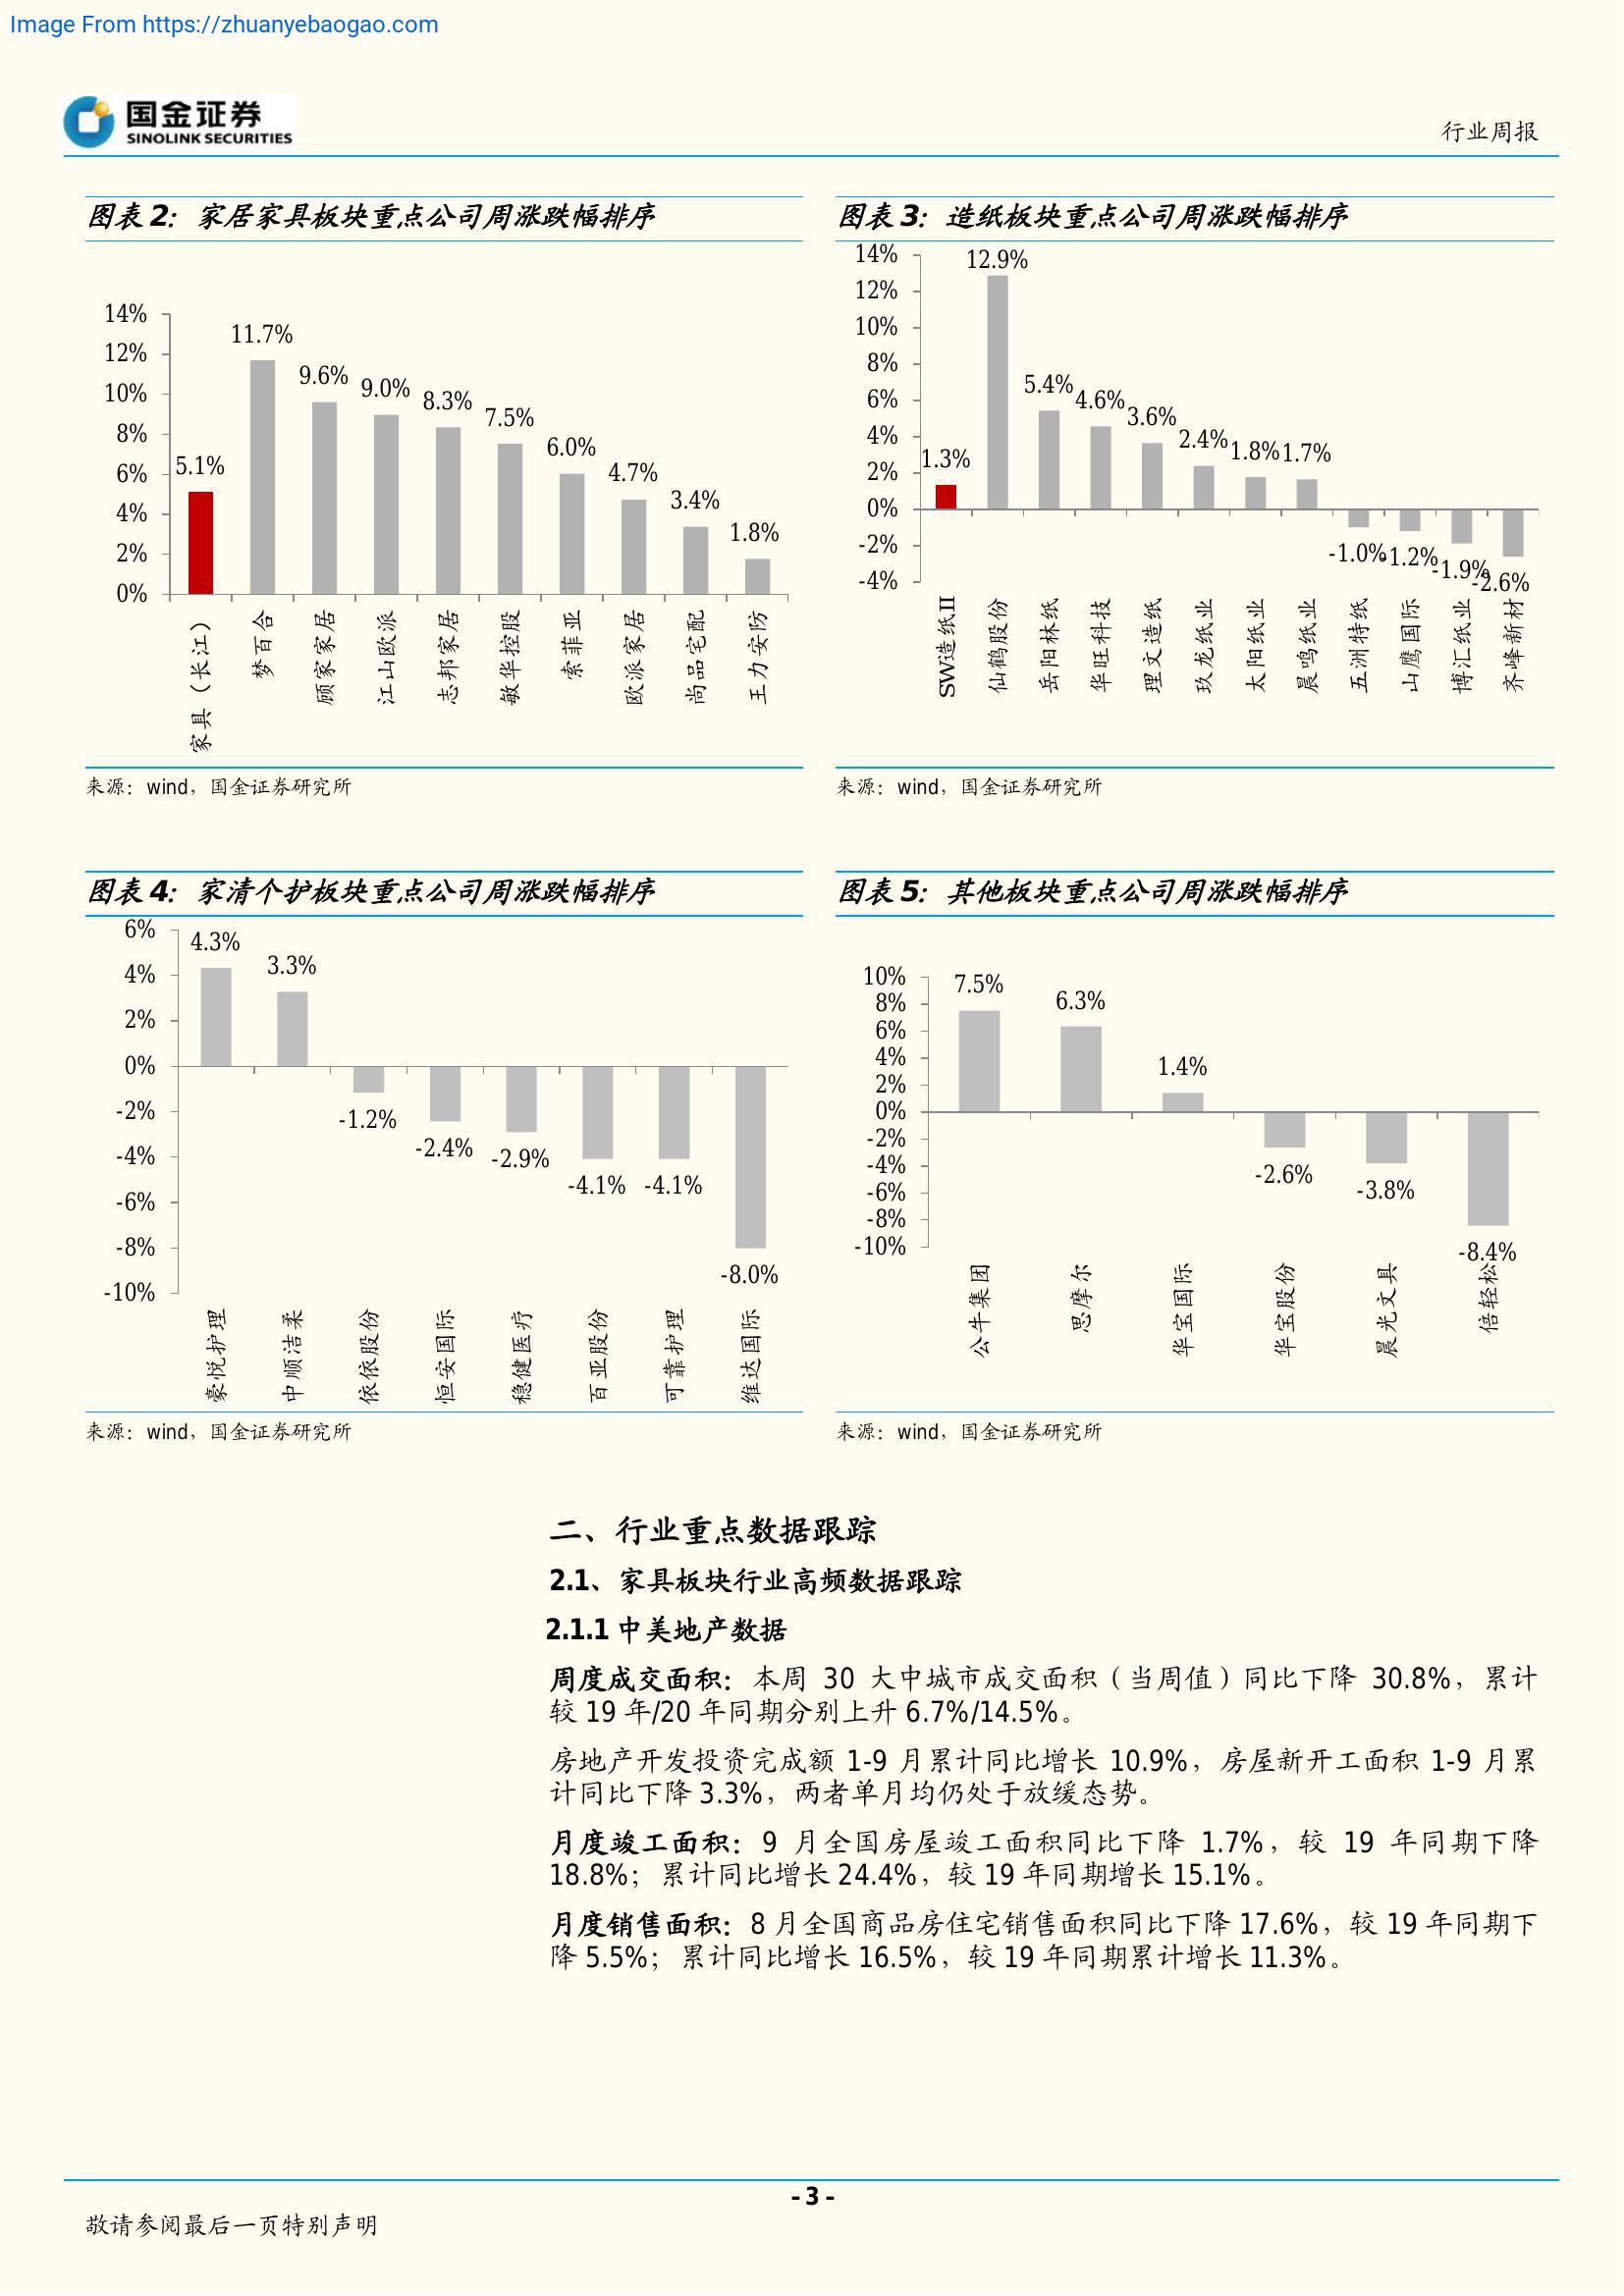 Image From https://zhuanyebaogao.com
国金证券
SINOLINK SECURITIES
行业周报
图表2：家居家具板块重点公司周涨跌幅排序
14%
12%
10%
8%
6%
4%
2%
0%
5.1%
11.7%
9.6%
9.0%
8.3%
7.5%
6.0%
4.7%
3.4%
1.8%
家具（长江）
梦百合
顾家家居
江山欧派
志邦家居
敏华控股
索菲亚
欧派家居
尚品宅配
王力安防
来源：wind，国金证券研究所
图表3：造纸板块重点公司周涨跌幅排序
14%
12%
10%
8%
6%
4%
2%
0%
-2%
-4%
1.3%
12.9%
5.4%
4.6%
3.6%
2.4%
1.8%
1.7%
-1.0%
-1.2%
-1.9%
-2.6%
SW造纸II
仙鹤股份
岳阳林纸
华旺科技
理文造纸
玖龙纸业
太阳纸业
晨鸣纸业
五洲特纸
山鹰国际
博汇纸业
齐峰新材
来源：wind，国金证券研究所
图表4：家清个护板块重点公司周涨跌幅排序
6%
4%
2%
0%
-2%
-4%
-6%
-8%
-10%
4.3%
3.3%
-1.2%
-2.4%
-2.9%
-4.1%
-4.1%
-8.0%
豪悦护理
中顺洁柔
依依股份
恒安国际
稳健医疗
百亚股份
可靠护理
维达国际
来源：wind，国金证券研究所
图表5：其他板块重点公司周涨跌幅排序
10%
8%
6%
4%
2%
0%
-2%
-4%
-6%
-8%
-10%
7.5%
6.3%
1.4%
-2.6%
-3.8%
-8.4%
公牛集团
思摩尔
华宝国际
华宝股份
晨光文具
倍轻松
来源：wind，国金证券研究所
二、行业重点数据跟踪
2.1、家具板块行业高频数据跟踪
2.1.1 中美地产数据
周度成交面积：本周 30 大中城市成交面积（当周值）同比下降 30.8%，累计
较 19 年/20 年同期分别上升 6.7%/14.5%。
房地产开发投资完成额 1-9 月累计同比增长 10.9%，房屋新开工面积 1-9 月累
计同比下降 3.3%，两者单月均仍处于放缓态势。
月度竣工面积：9 月全国房屋竣工面积同比下降 1.7%，较 19 年同期下降
18.8%；累计同比增长 24.4%，较 19 年同期增长 15.1%。
月度销售面积：8 月全国商品房住宅销售面积同比下降 17.6%，较 19 年同期下
降 5.5%；累计同比增长 16.5%，较 19 年同期累计增长 11.3%。
- 3 -
敬请参阅最后一页特别声明